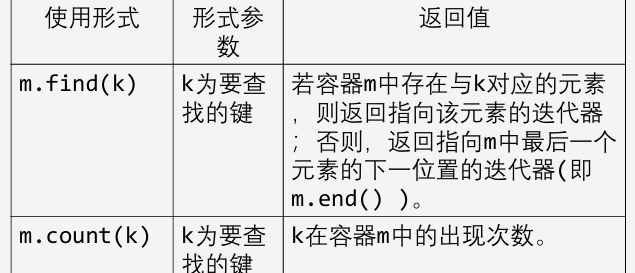 使用形式
形式参
数
返回值
m.find(k)
k为要查
找的键
若容器m中存在与k对应的元素
，则返回指向该元素的迭代器
；否则，返回指向m中最后一个
元素的下一位置的迭代器(即
m.end() )。
m.count(k)
k为要查
找的键
k在容器m中的出现次数。